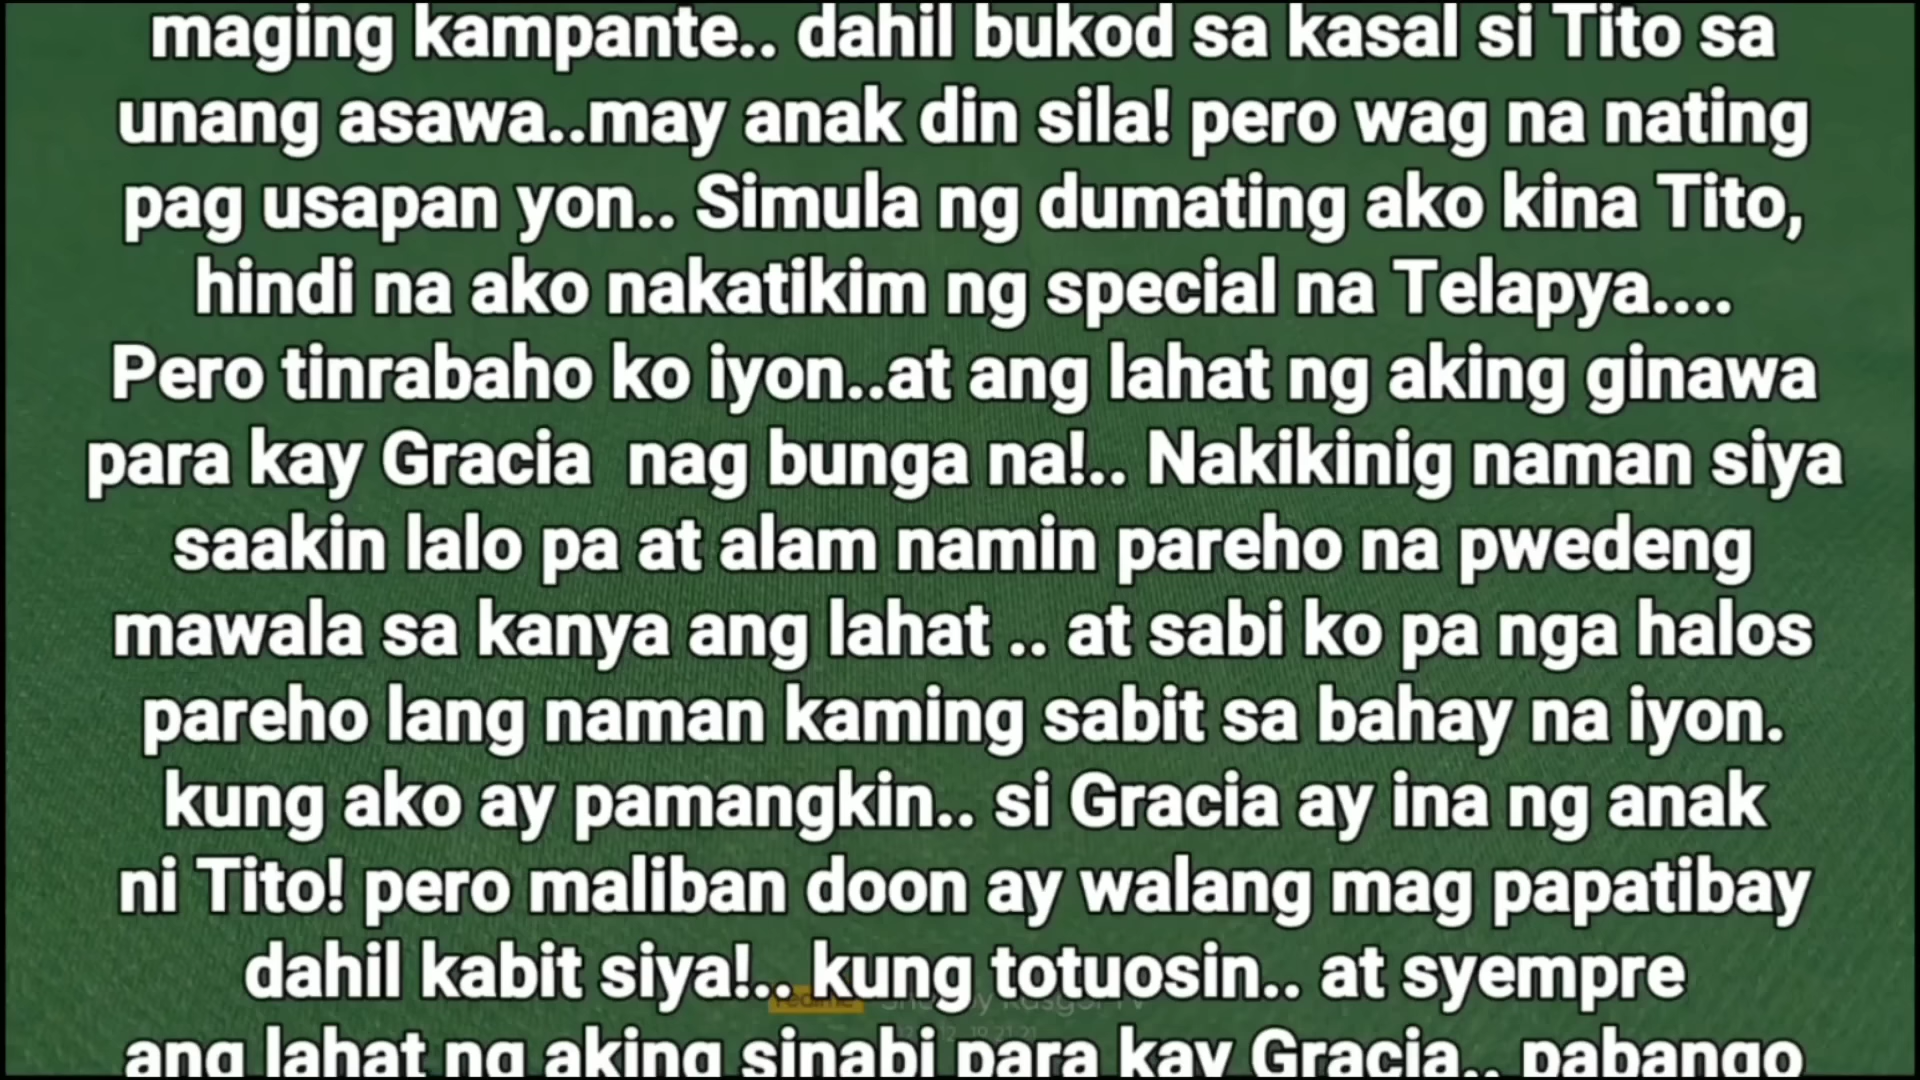 maging kampante.. dahil bukod sa kasal si Tito sa
unang asawa..may anak din sila! pero wag na nating
pag usapan yon.. Simula ng dumating ako kina Tito,
hindi na ako nakatikim ng special na Telapya....
Pero tinrabaho ko iyon..at ang lahat ng aking ginawa
para kay Gracia nag bunga na!.. Nakikinig naman siya
saakin lalo pa at alam namin pareho na pwedeng
mawala sa kanya ang lahat .. at sabi ko pa nga halos
pareho lang naman kaming sabit sa bahay na iyon.
kung ako ay pamangkin.. si Gracia ay ina ng anak
ni Tito! pero maliban doon ay walang mag papatibay
dahil kabit siya!.. kung totuosin.. at syempre
ang lahat ng aking sinabi para kay Gracia.. pabango